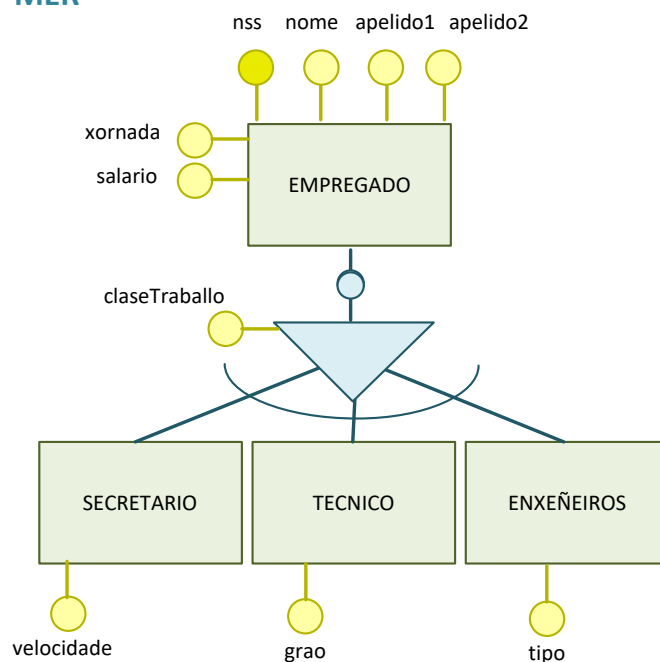 MER
nss nome apelido1 apelido2
xornada
salario
EMPREGADO
claseTraballo
SECRETARIO TECNICO ENXEÑEIROS
velocidade grao tipo